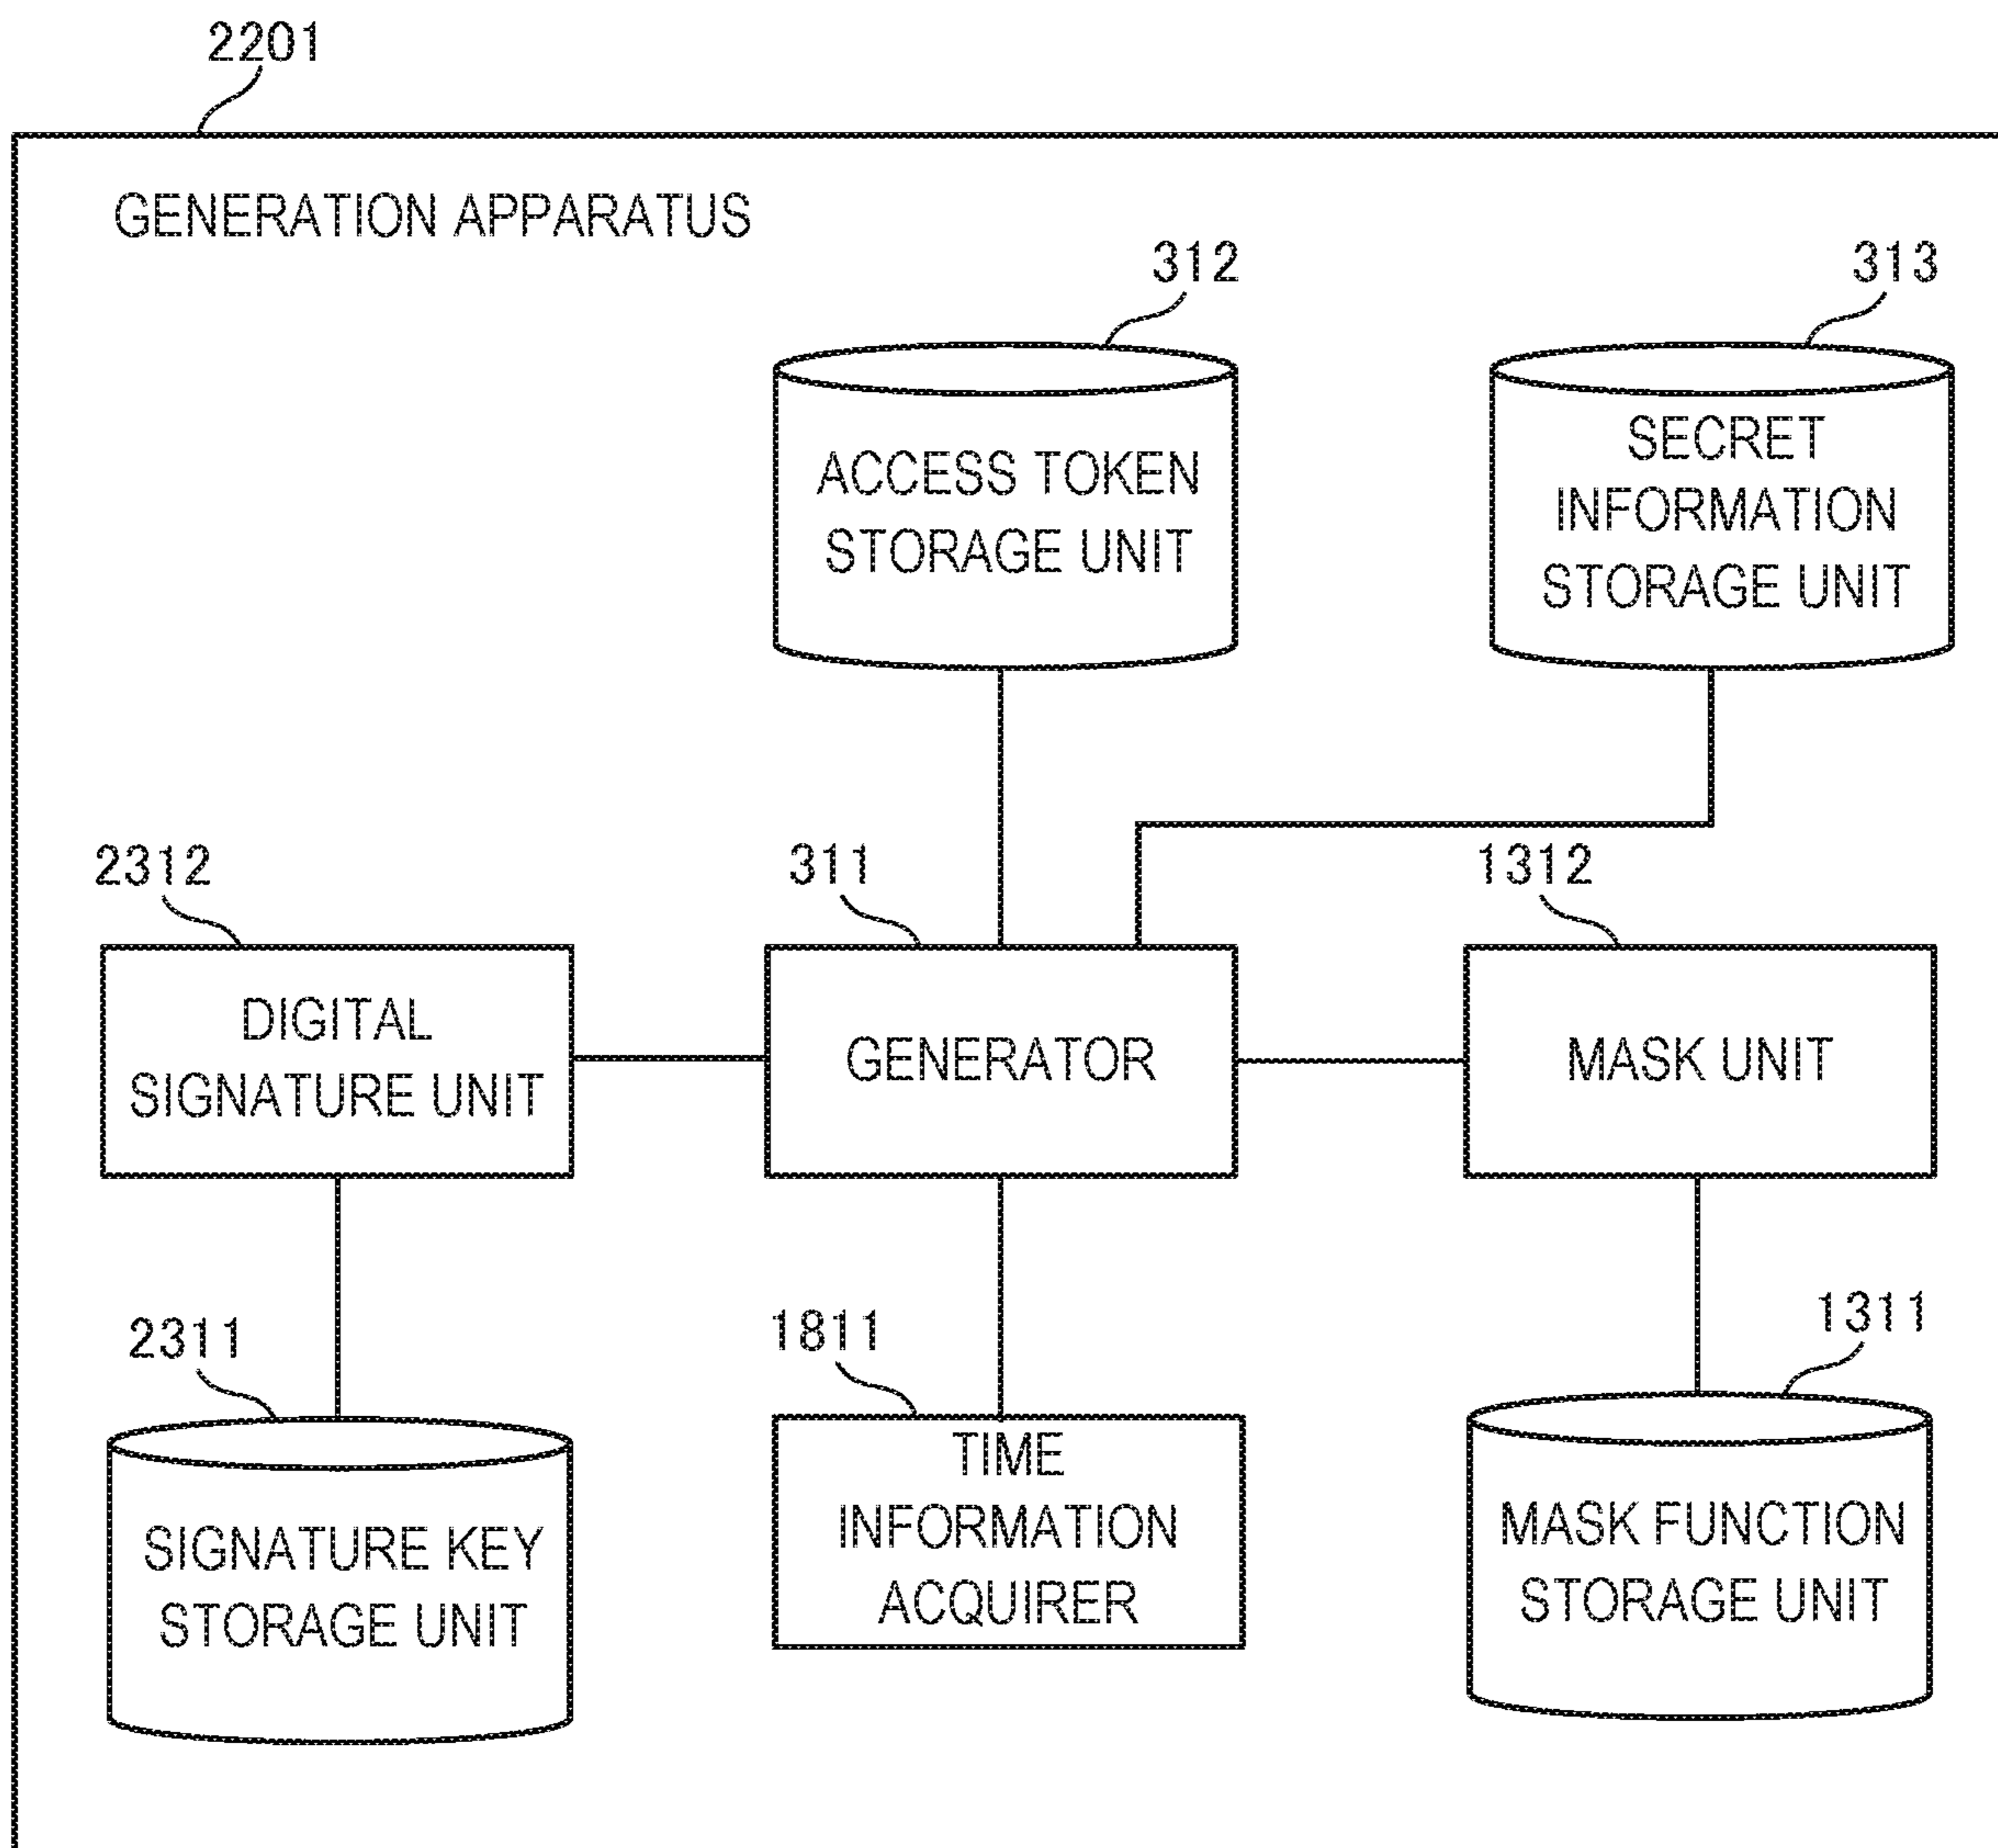 2201
GENERATION APPARATUS
312
313
ACCESS TOKEN
STORAGE UNIT
SECRET
INFORMATION
STORAGE UNIT
2312
311
1312
DIGITAL
SIGNATURE UNIT
GENERATOR
MASK UNIT
2311
1811
1311
SIGNATURE KEY
STORAGE UNIT
TIME
INFORMATION
ACQUIRER
MASK FUNCTION
STORAGE UNIT